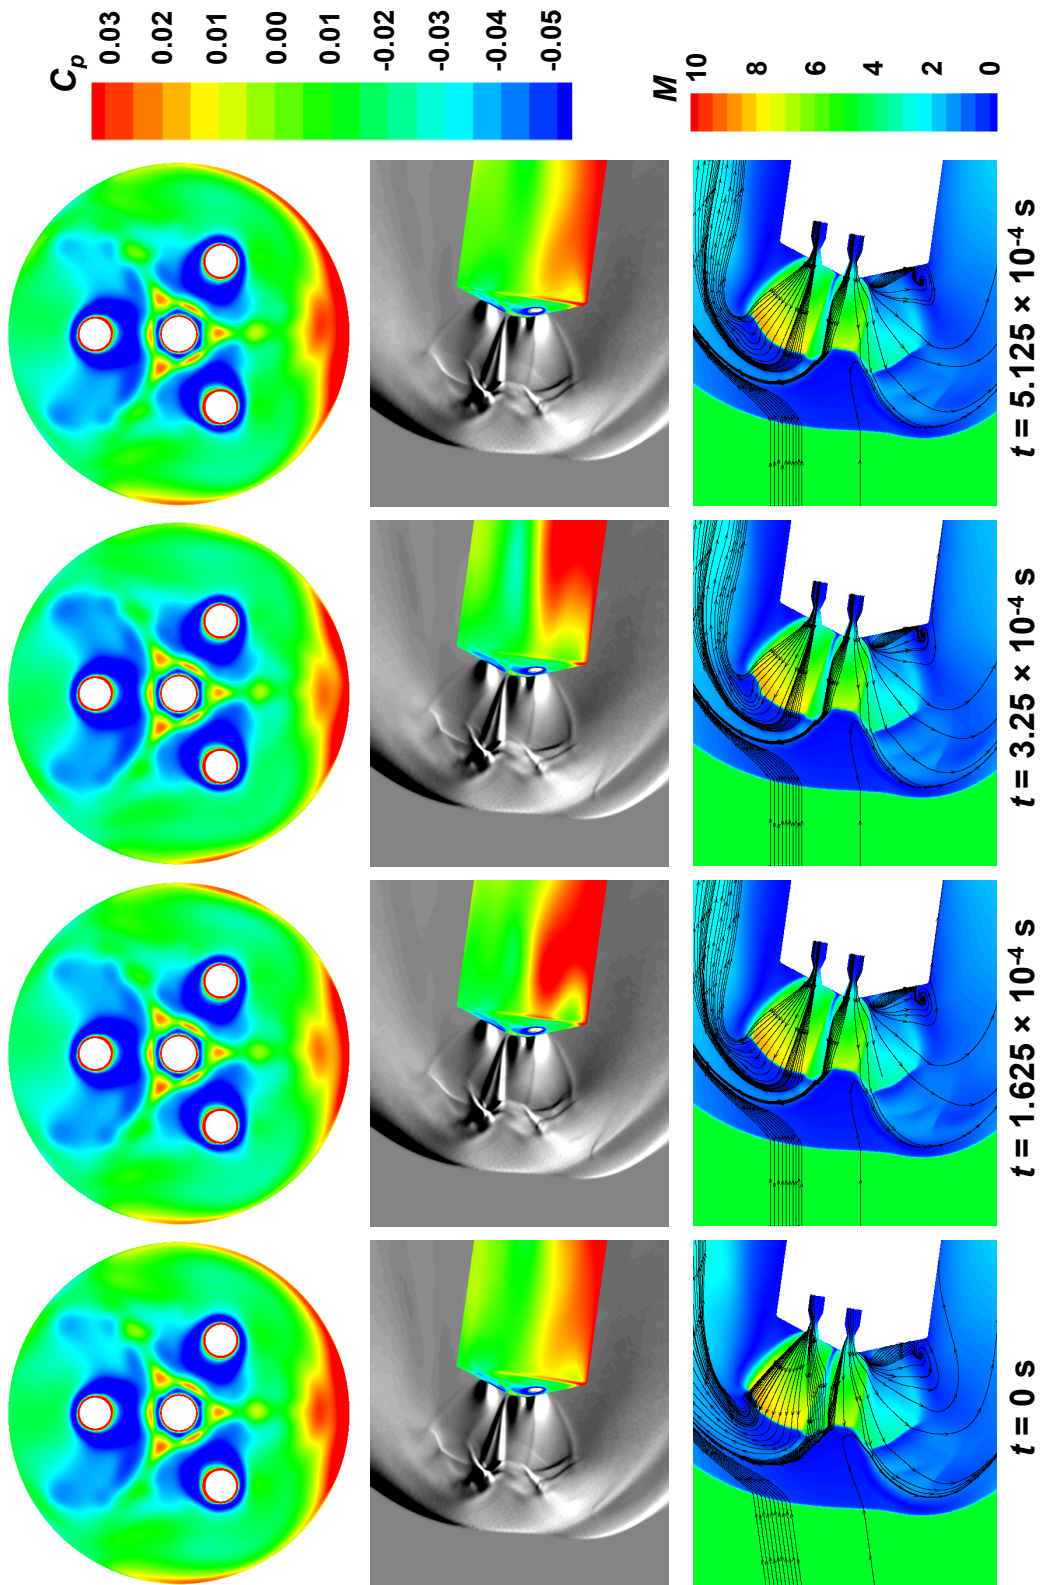 C_p
0.03
0.02
0.01
0.00
0.01
-0.02
-0.03
-0.04
-0.05
M
10
8
6
4
2
0
t = 0 s
t = 1.625 × 10⁻⁴ s
t = 3.25 × 10⁻⁴ s
t = 5.125 × 10⁻⁴ s